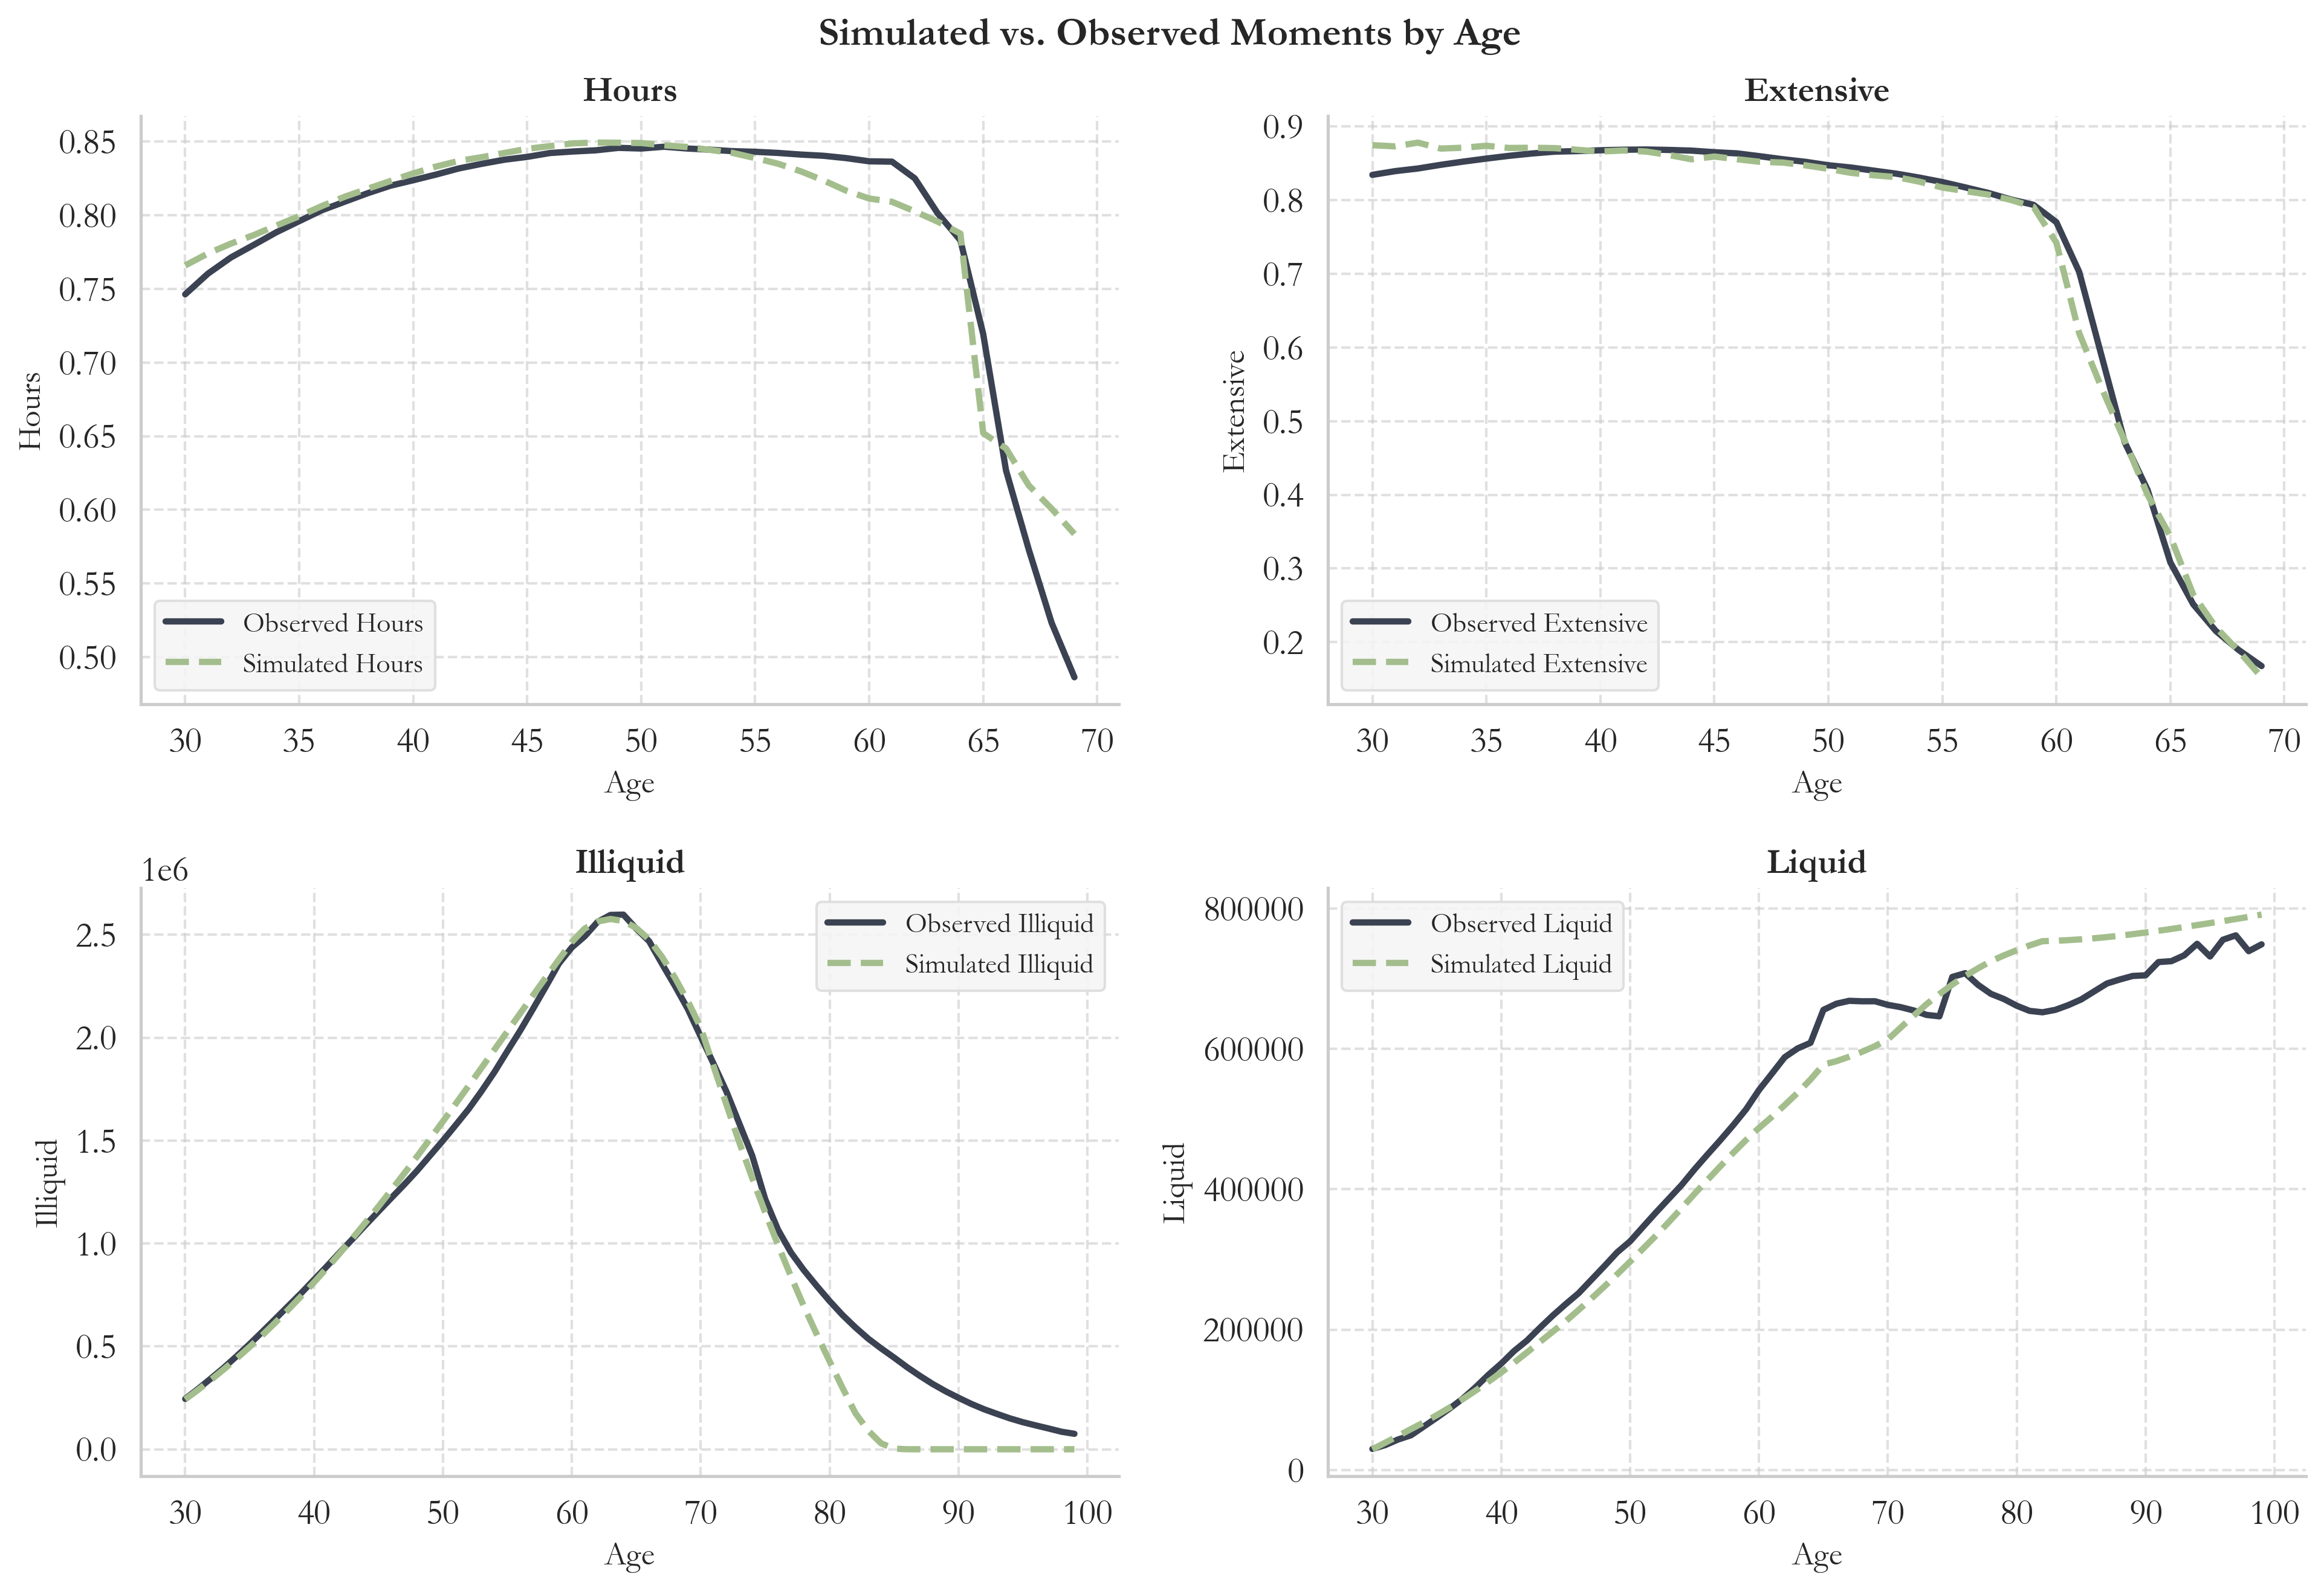 Simulated vs. Observed Moments by Age
Hours
0.85
0.80
0.75
0.70
0.65
0.60
0.55
0.50
Hours
Observed Hours
Simulated Hours
30 35 40 45 50 55 60 65 70
Age
Extensive
0.9
0.8
0.7
0.6
0.5
0.4
0.3
0.2
Extensive
Observed Extensive
Simulated Extensive
30 35 40 45 50 55 60 65 70
Age
Illiquid
1e6
2.5
2.0
1.5
1.0
0.5
0.0
Illiquid
Observed Illiquid
Simulated Illiquid
30 40 50 60 70 80 90 100
Age
Liquid
800000
600000
400000
200000
0
Liquid
Observed Liquid
Simulated Liquid
30 40 50 60 70 80 90 100
Age